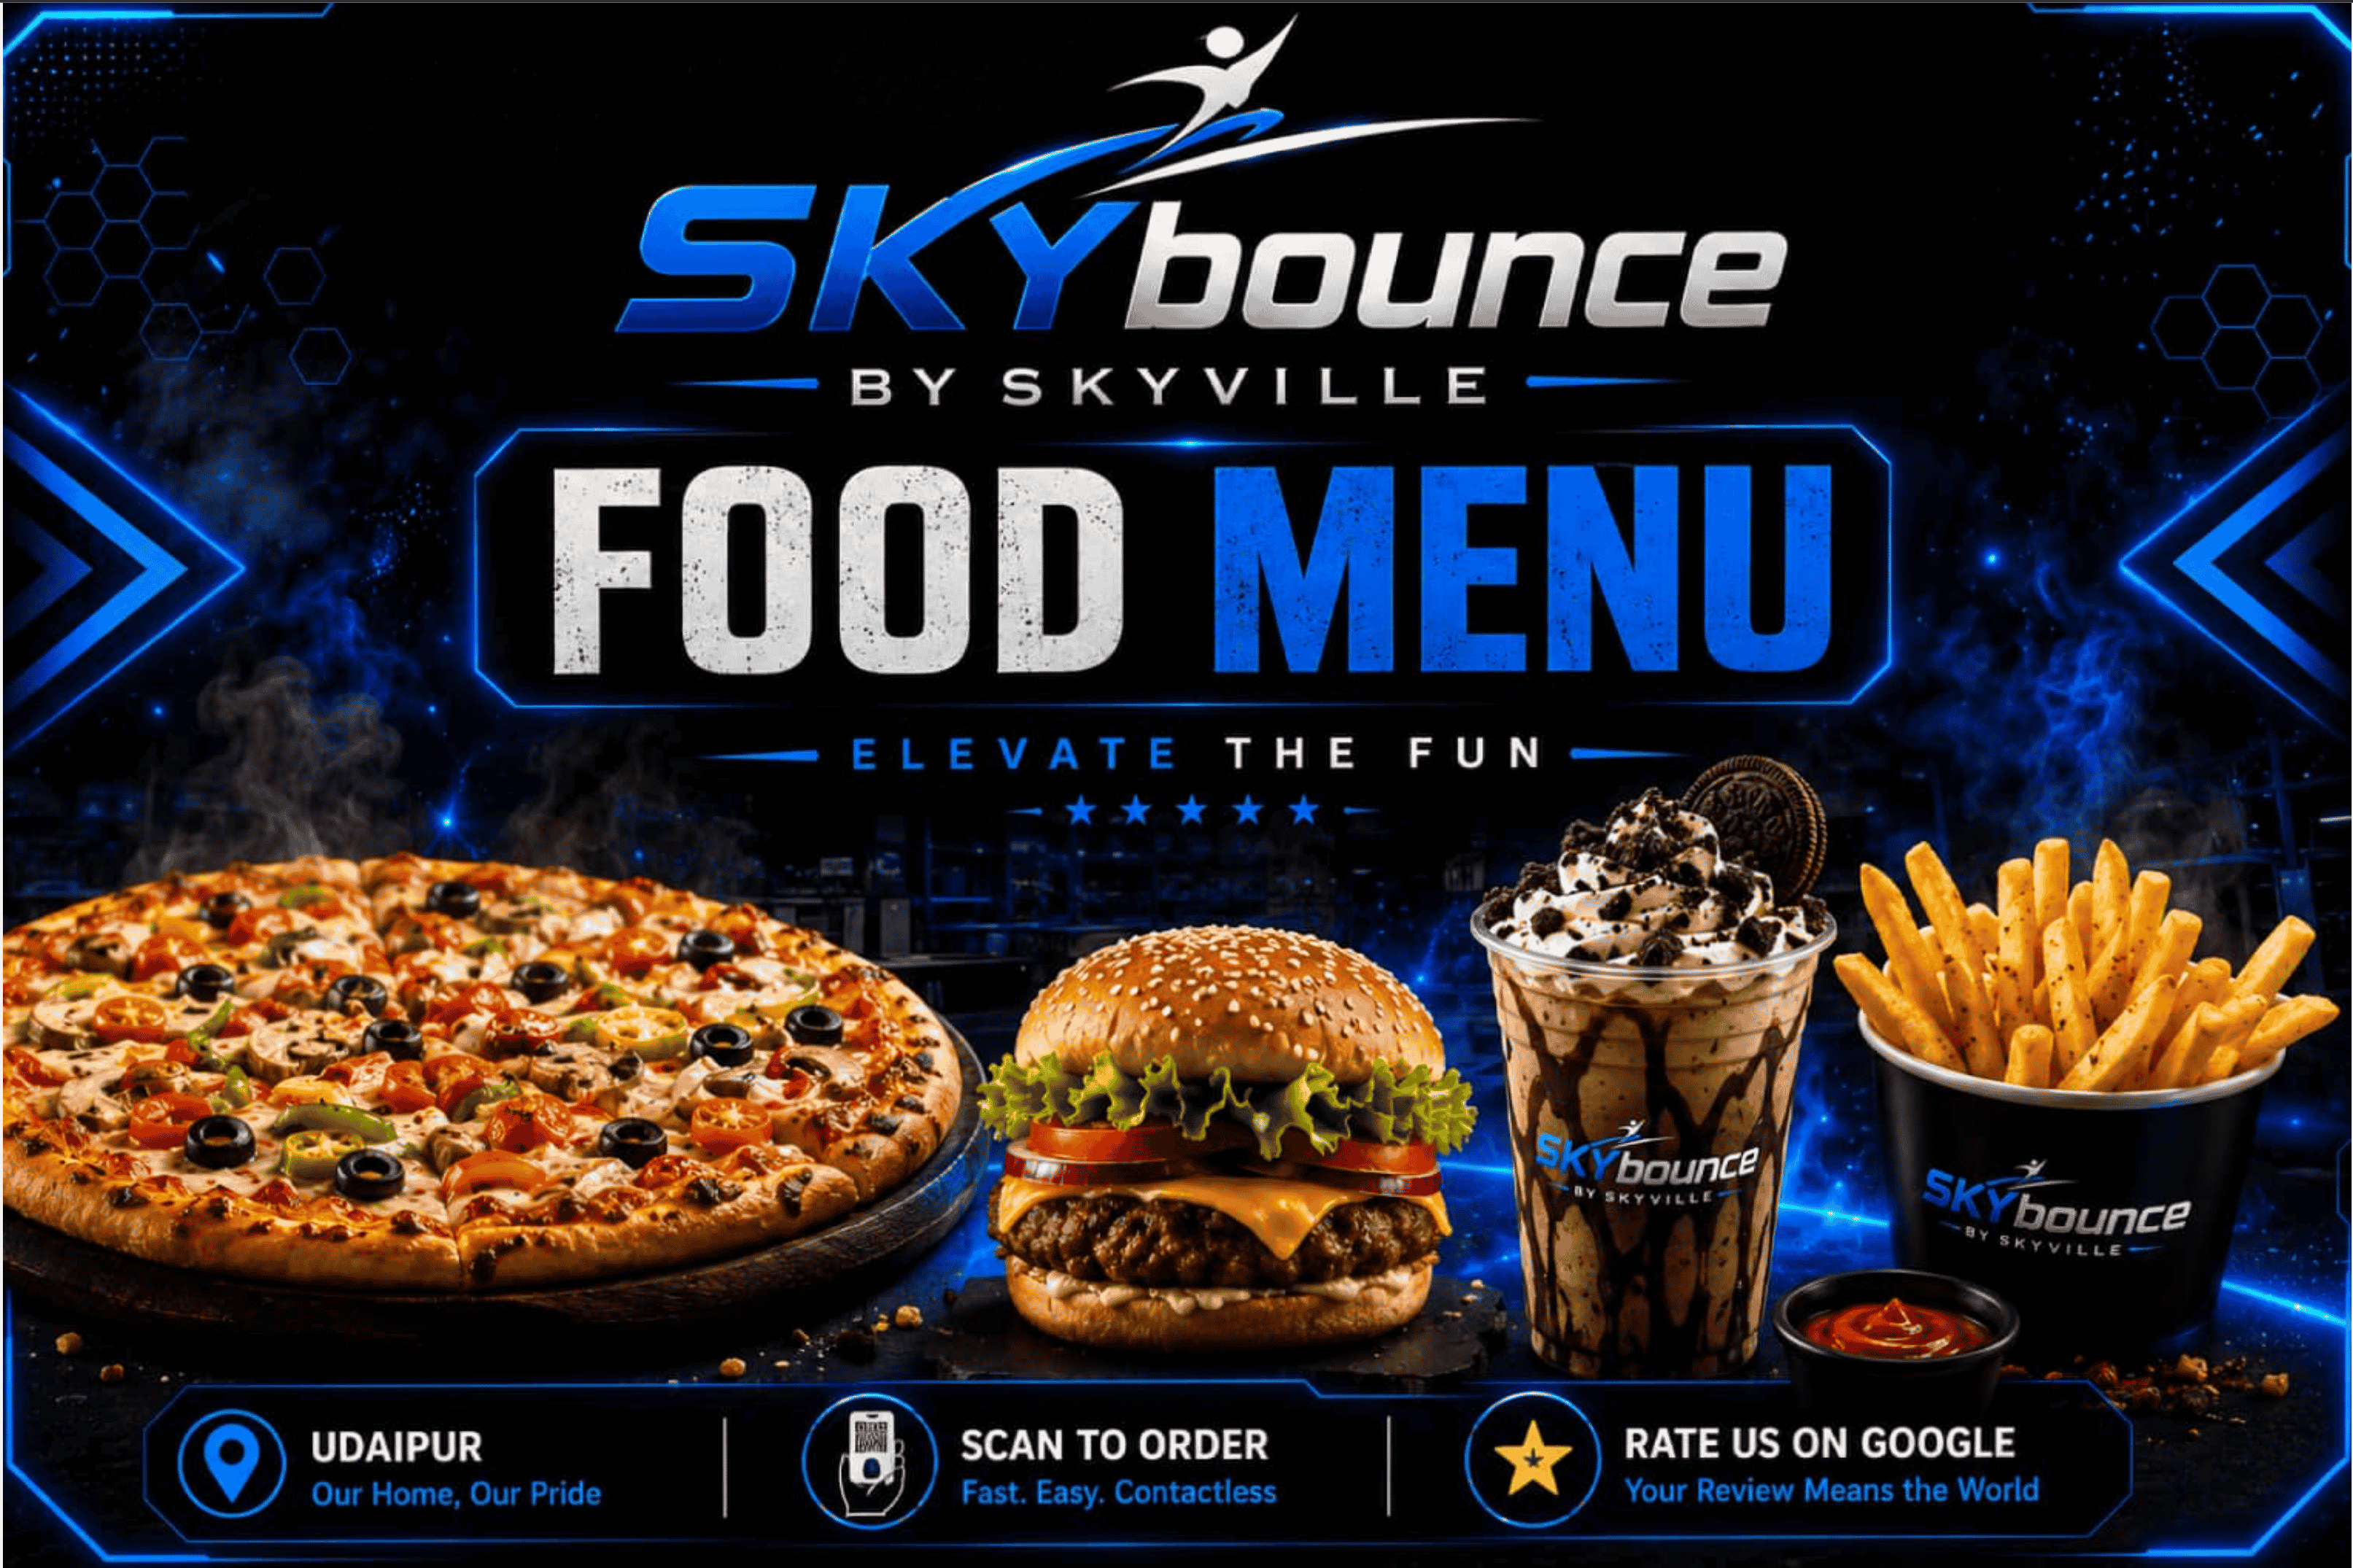 SKYbounce
BY SKYVILLE
FOOD MENU
ELEVATE THE FUN
SKYbounce
BY SKYVILLE
SKYbounce
BY SKYVILLE
UDAIPUR
Our Home, Our Pride
SCAN TO ORDER
Fast. Easy. Contactless
RATE US ON GOOGLE
Your Review Means the World